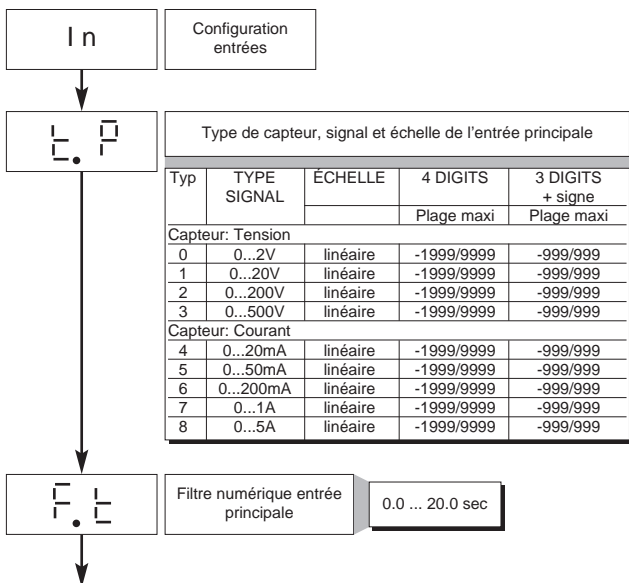 In
Configuration
entrées
t.P
Type de capteur, signal et échelle de l'entrée principale
Typ TYPE ÉCHELLE 4 DIGITS 3 DIGITS
SIGNAL + signe
Plage maxi Plage maxi
Capteur: Tension
0 0...2V linéaire -1999/9999 -999/999
1 0...20V linéaire -1999/9999 -999/999
2 0...200V linéaire -1999/9999 -999/999
3 0...500V linéaire -1999/9999 -999/999
Capteur: Courant
4 0...20mA linéaire -1999/9999 -999/999
5 0...50mA linéaire -1999/9999 -999/999
6 0...200mA linéaire -1999/9999 -999/999
7 0...1A linéaire -1999/9999 -999/999
8 0...5A linéaire -1999/9999 -999/999
F.t
Filtre numérique entrée
principale
0.0 ... 20.0 sec